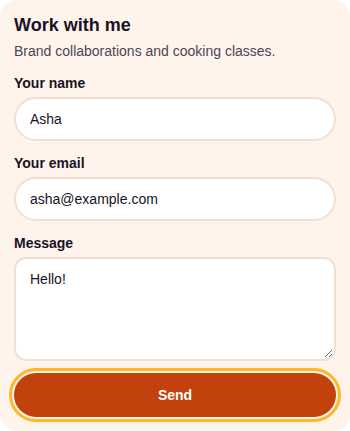 Work with me
Brand collaborations and cooking classes.
Your name
Asha
Your email
asha@example.com
Message
Hello!
Send